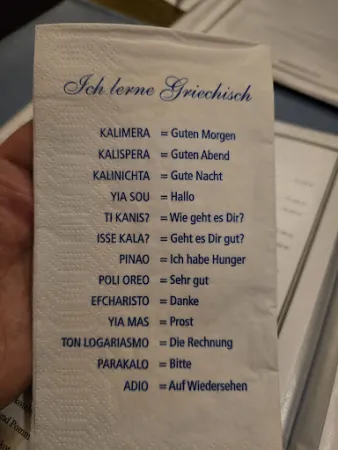 Ich lerne Griechisch
KALIMERA = Guten Morgen
KALISPERA = Guten Abend
KALINICHTA = Gute Nacht
YIA SOU = Hallo
TI KANIS? = Wie geht es Dir?
ISSE KALA? = Geht es Dir gut?
PINAO = Ich habe Hunger
POLI OREO = Sehr gut
EFCHARISTO = Danke
YIA MAS = Prost
TON LOGARIASMO = Die Rechnung
PARAKALO = Bitte
ADIO = Auf Wiedersehen